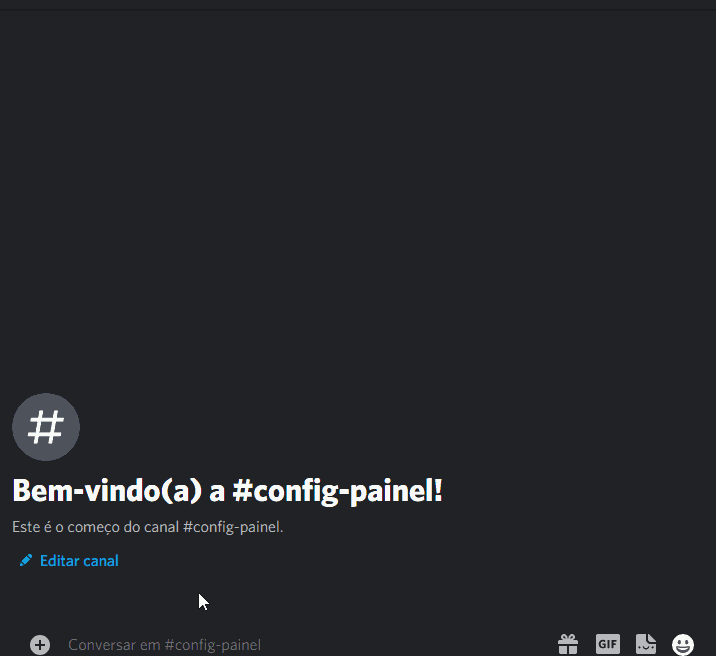 Bem-vindo(a) a #config-painel!
Este é o começo do canal #config-painel.
Editar canal
Conversar em #config-painel
GIF